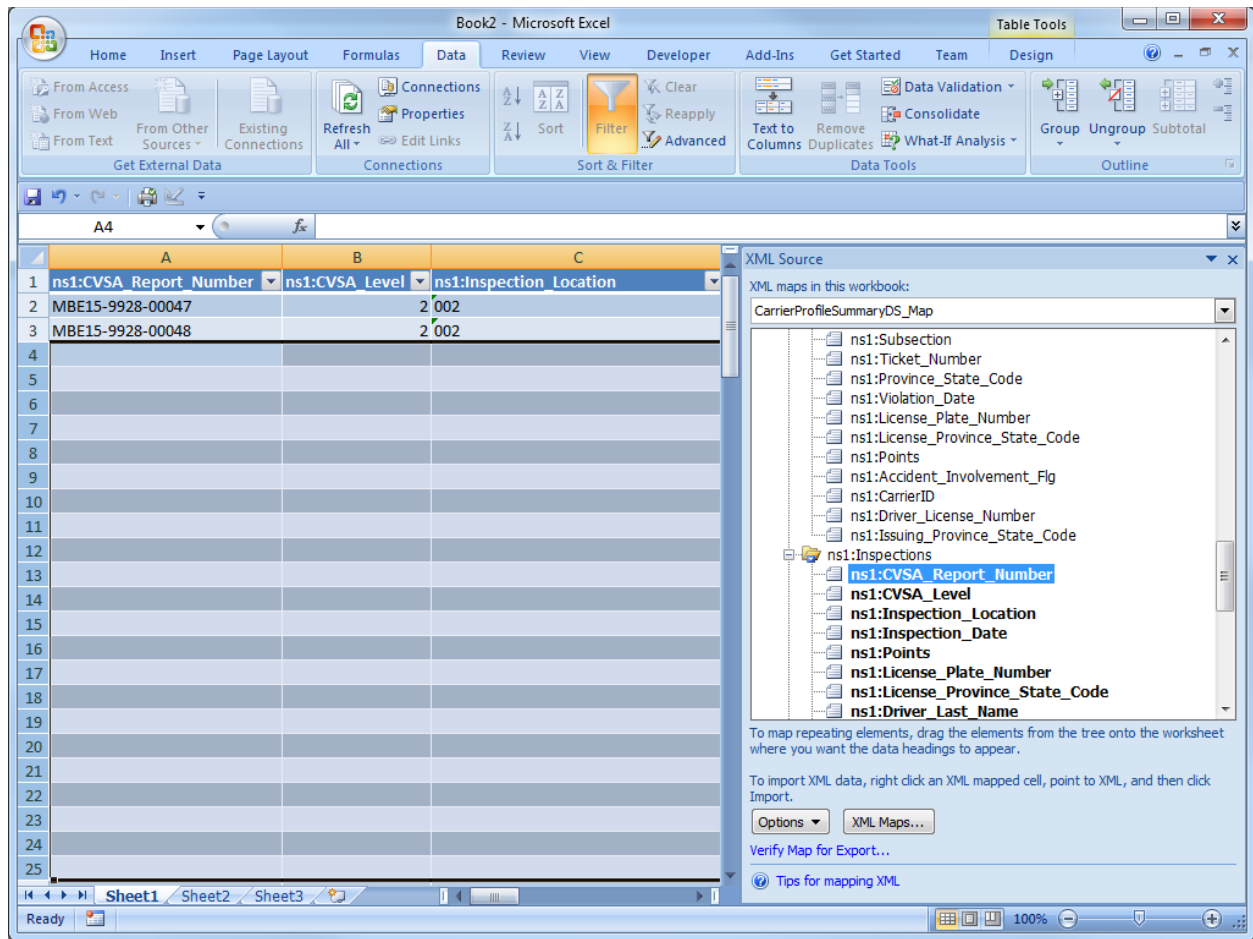 Book2 - Microsoft Excel
Table Tools
Home Insert Page Layout Formulas Data Review View Developer Add-Ins Get Started Team Design
From Access
From Web
From Text
From Other Sources
Existing Connections
Get External Data
Refresh All
Connections
Properties
Edit Links
Connections
Sort
Filter
Clear
Reapply
Advanced
Sort & Filter
Text to Columns
Remove Duplicates
Data Validation
Consolidate
What-If Analysis
Data Tools
Group
Ungroup
Subtotal
Outline
A4
fx
A B C
1 ns1:CVSA_Report_Number ns1:CVSA_Level ns1:Inspection_Location
2 MBE15-9928-00047 2 002
3 MBE15-9928-00048 2 002
4
5
6
7
8
9
10
11
12
13
14
15
16
17
18
19
20
21
22
23
24
25
XML Source
XML maps in this workbook:
CarrierProfileSummaryDS_Map
ns1:Subsection
ns1:Ticket_Number
ns1:Province_State_Code
ns1:Violation_Date
ns1:License_Plate_Number
ns1:License_Province_State_Code
ns1:Points
ns1:Accident_Involvement_Flg
ns1:CarrierID
ns1:Driver_License_Number
ns1:Issuing_Province_State_Code
ns1:Inspections
ns1:CVSA_Report_Number
ns1:CVSA_Level
ns1:Inspection_Location
ns1:Inspection_Date
ns1:Points
ns1:License_Plate_Number
ns1:License_Province_State_Code
ns1:Driver_Last_Name
To map repeating elements, drag the elements from the tree onto the worksheet
where you want the data headings to appear.
To import XML data, right click an XML mapped cell, point to XML, and then click
Import.
Options XML Maps...
Verify Map for Export...
Tips for mapping XML
Sheet1 Sheet2 Sheet3
Ready
100%